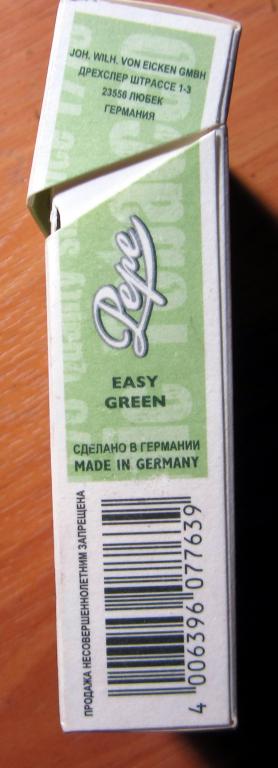 JOH. WILH. VON EICKEN GMBH
ДРЕХСЛЕР ШТРАССЕ 1-3
23556 ЛЮБЕК
ГЕРМАНИЯ
Pepe
EASY
GREEN
СДЕЛАНО В ГЕРМАНИИ
MADE IN GERMANY
ПРОДАЖА НЕСОВЕРШЕННОЛЕТНИМ ЗАПРЕЩЕНА
4 006396 077639